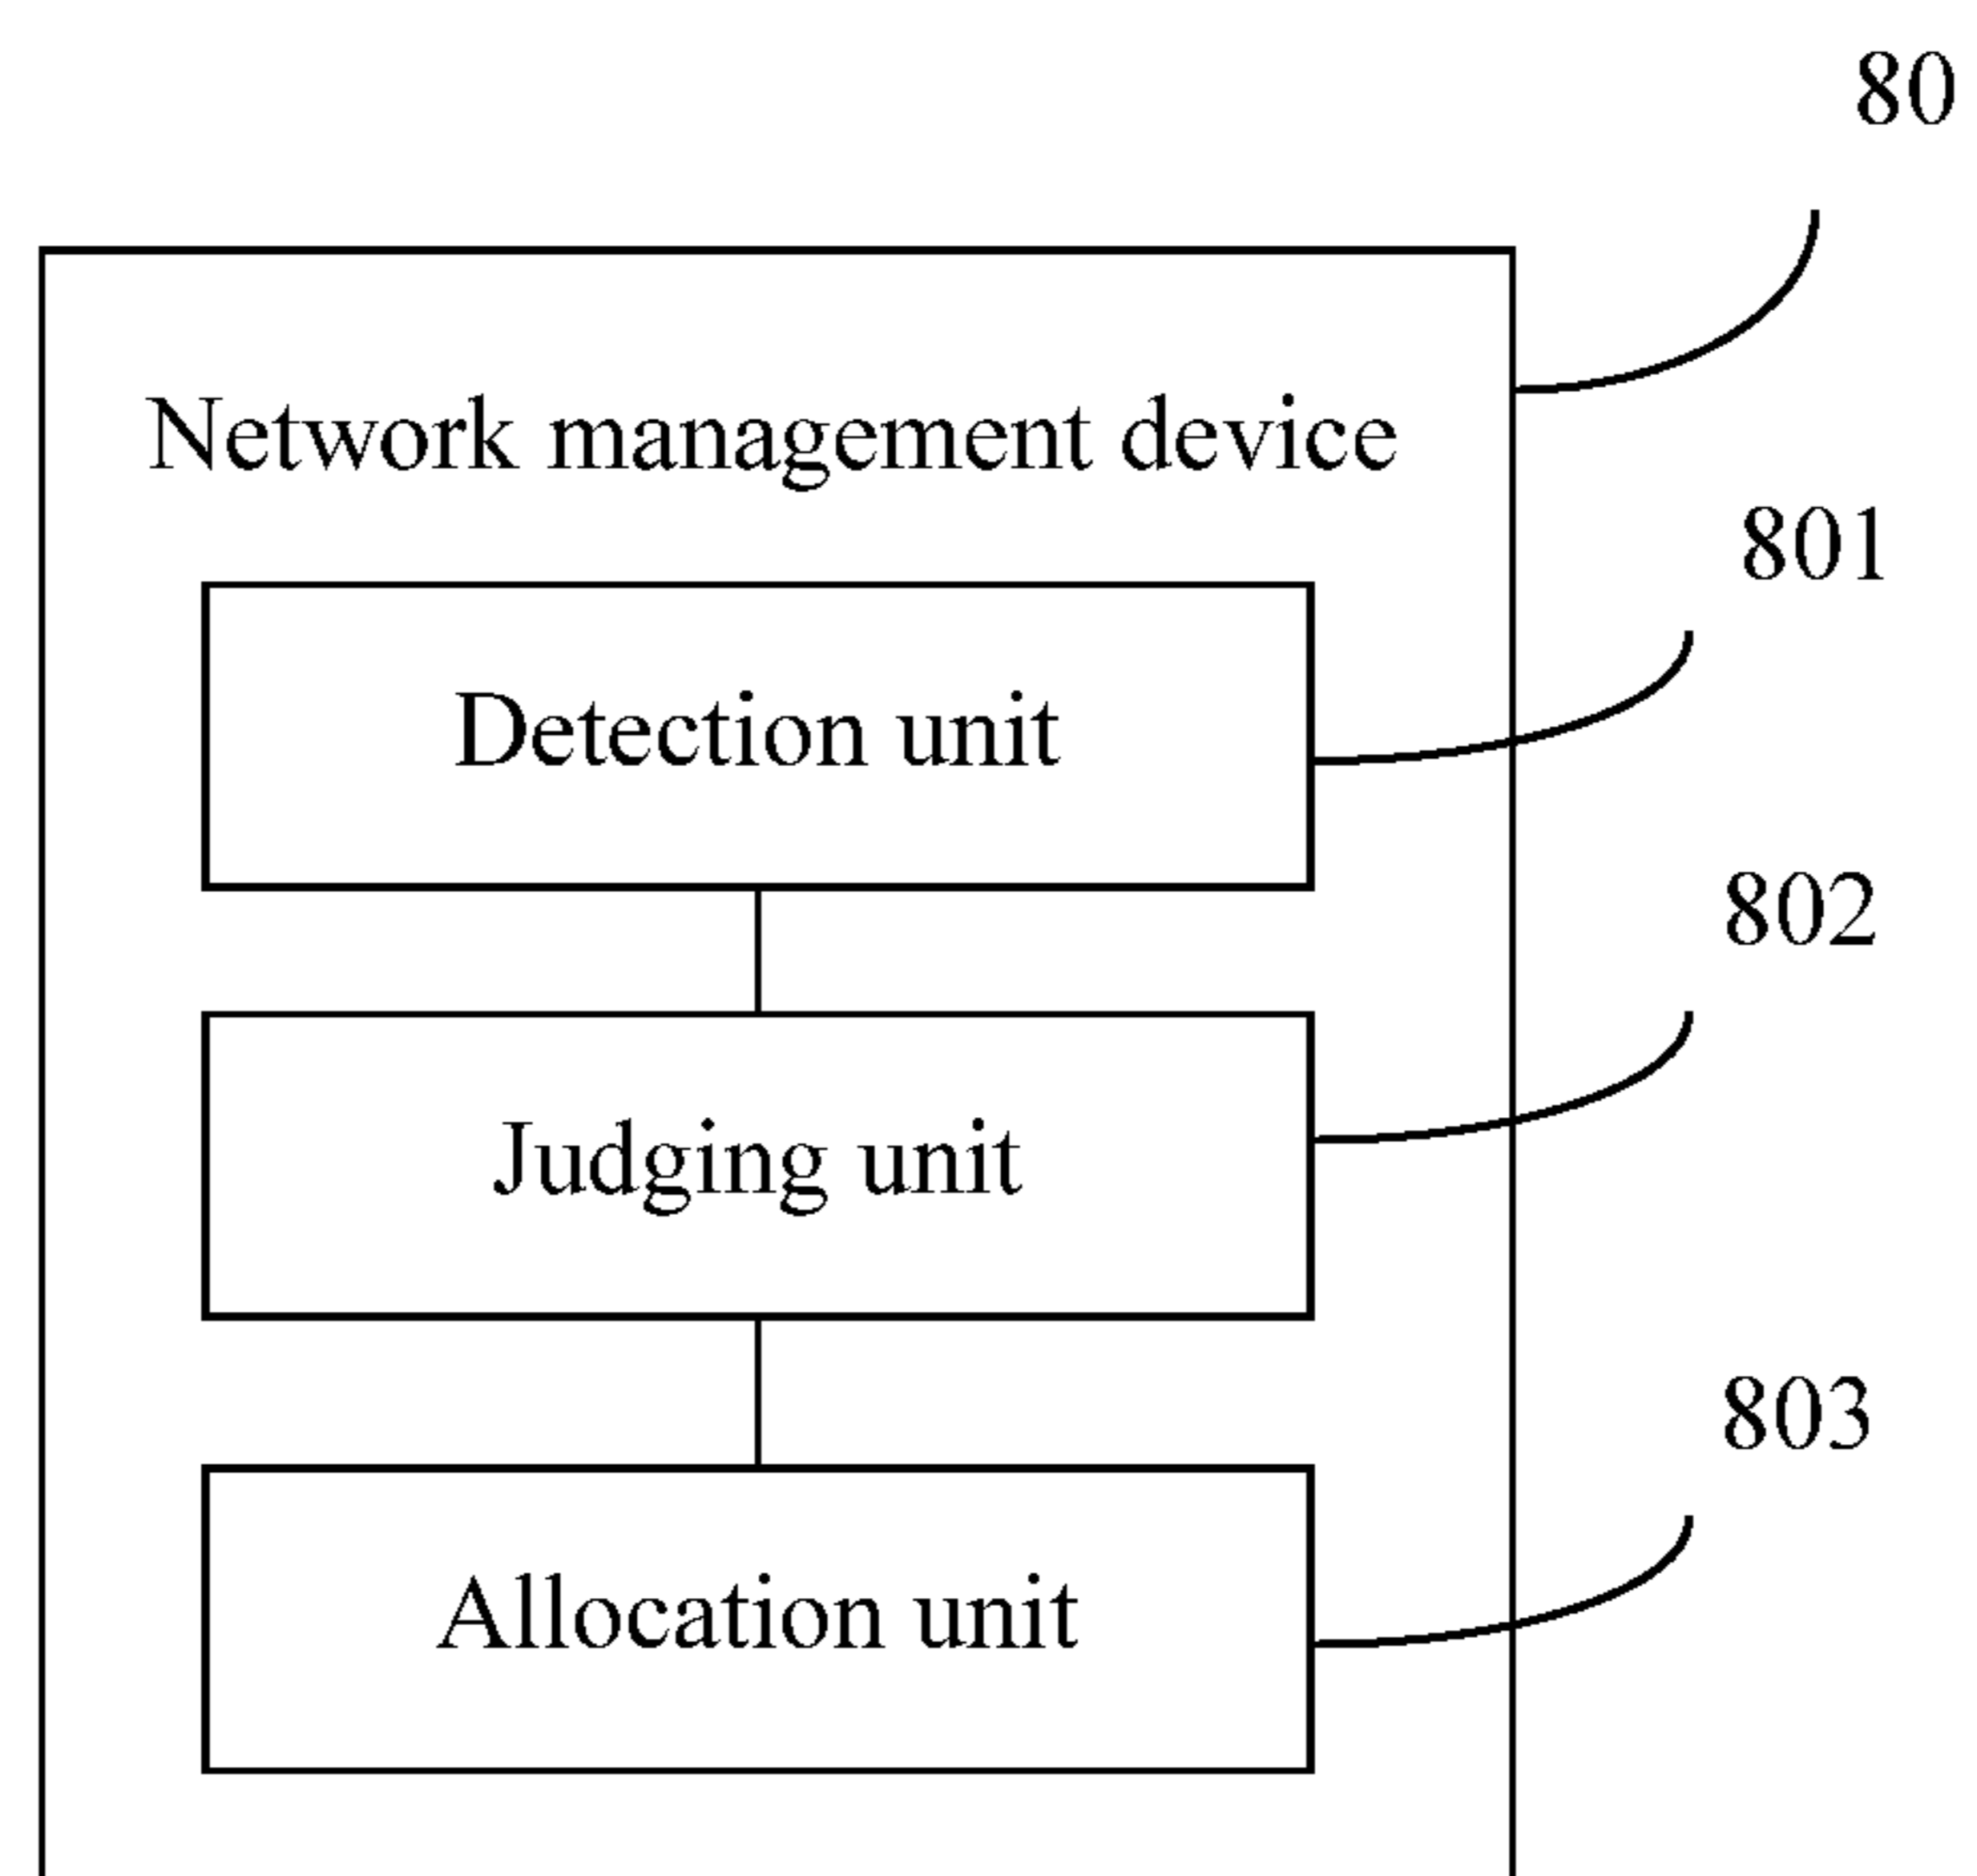 80
Network management device
801
Detection unit
802
Judging unit
803
Allocation unit